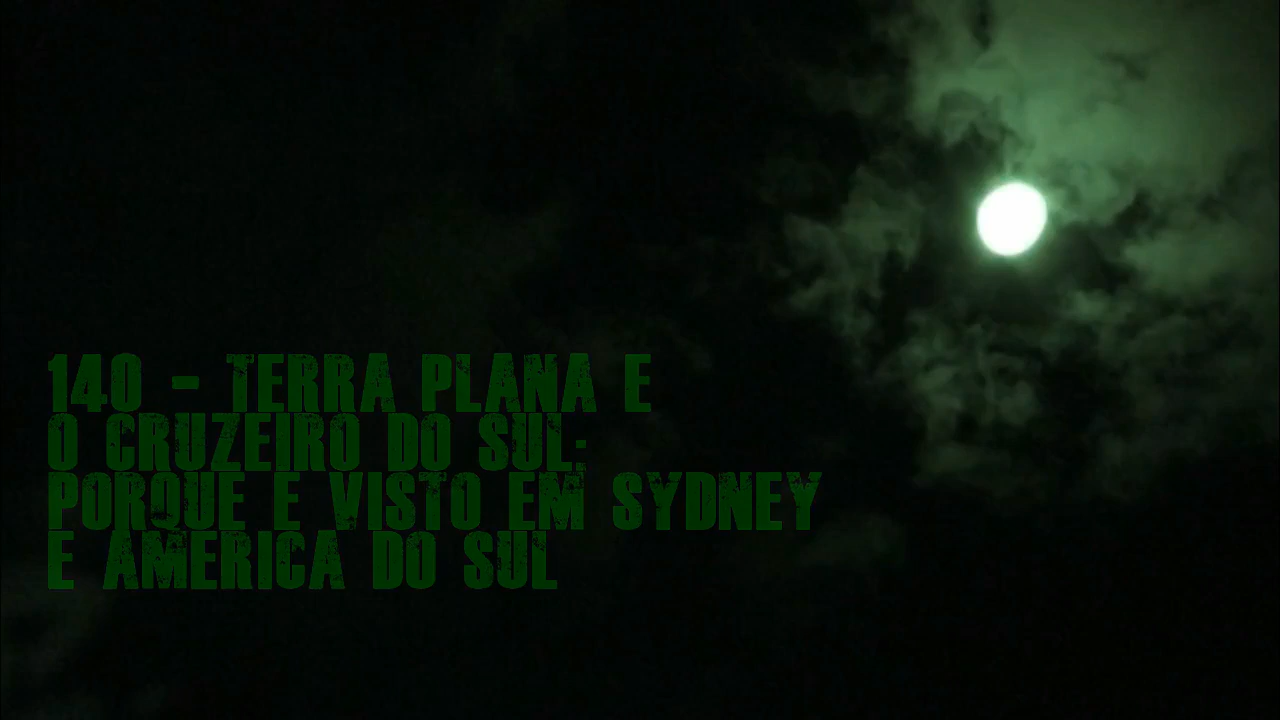 140 - TERRA PLANA E
O CRUZEIRO DO SUL:
PORQUE E VISTO EM SYDNEY
E AMERICA DO SUL